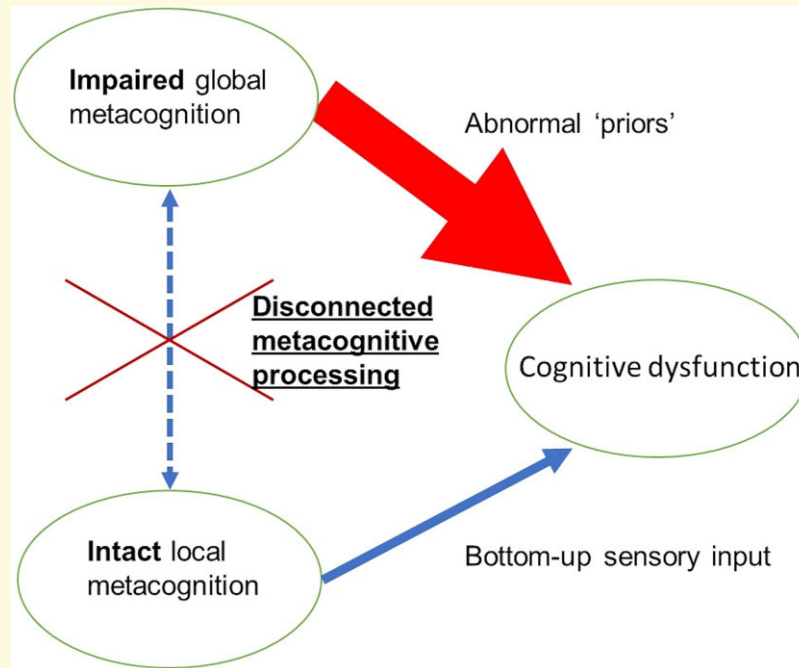 Impaired global
metacognition
Abnormal ‘priors’
Disconnected
metacognitive
processing
Cognitive dysfunction
Intact local
metacognition
Bottom-up sensory input